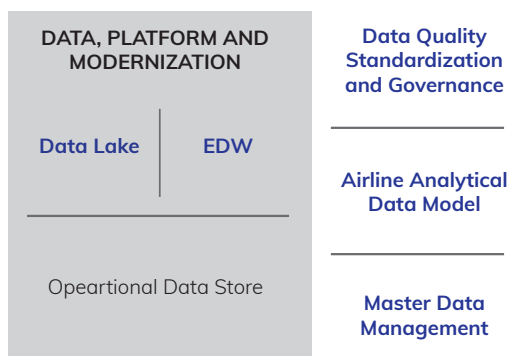 DATA, PLATFORM AND
MODERNIZATION
Data Lake
EDW
Opeartional Data Store
Data Quality
Standardization
and Governance
Airline Analytical
Data Model
Master Data
Management